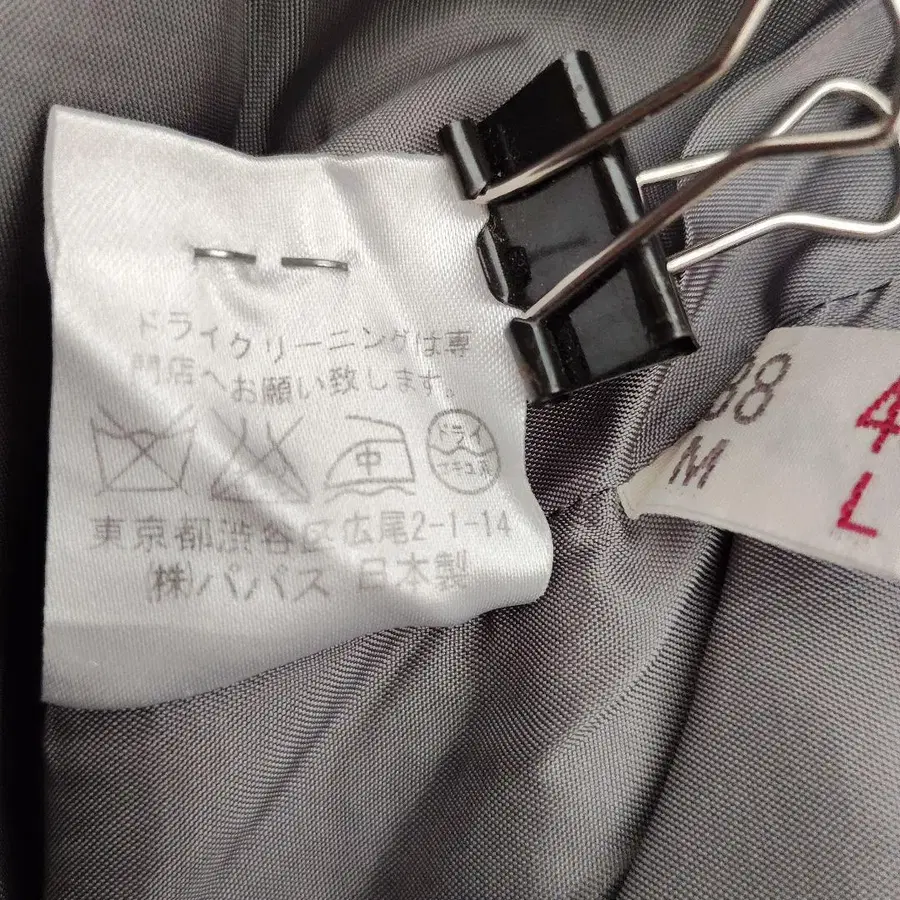 ドライクリーニングは専
門店へお願い致します。
中
ドライ
東京都渋谷区広尾2-1-14
㈱パパス 日本製
M
4
L